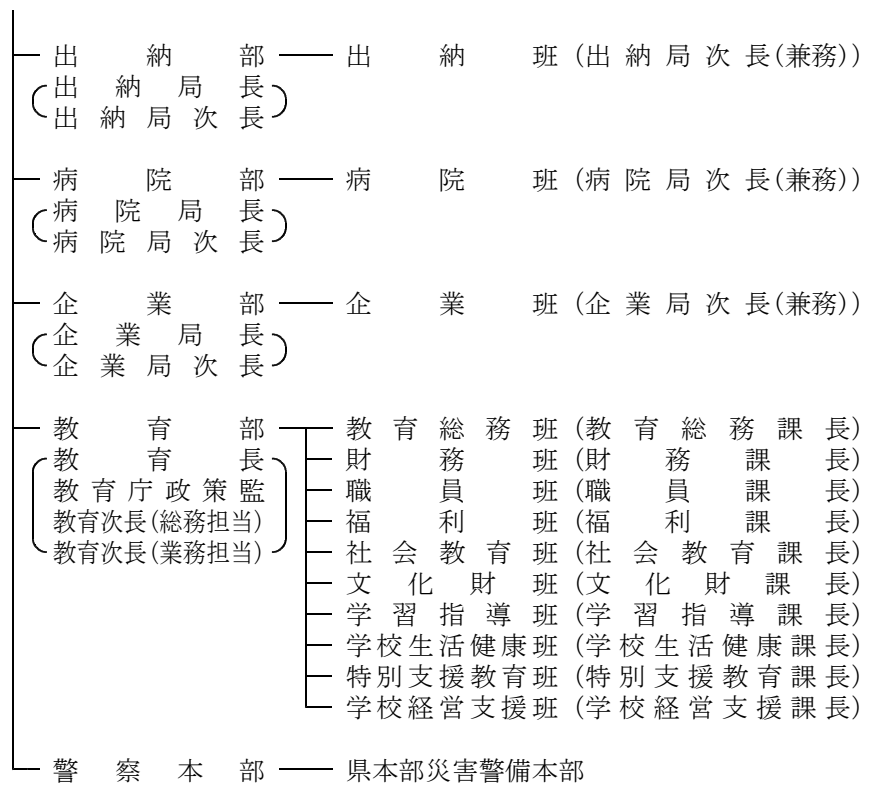 出納部 出納班 (出納局次長(兼務))
出納局長
出納局次長
病院部 病院班 (病院局次長(兼務))
病院局長
病院局次長
企業部 企業班 (企業局次長(兼務))
企業局長
企業局次長
教育部 教育総務班 (教育総務課長)
教育長 財務班 (財務課長)
教育庁政策監 職員班 (職員課長)
教育次長(総務担当) 福利班 (福利課長)
教育次長(業務担当) 社会教育班 (社会教育課長)
文化財班 (文化財課長)
学習指導班 (学習指導課長)
学校生活健康班 (学校生活健康課長)
特別支援教育班 (特別支援教育課長)
学校経営支援班 (学校経営支援課長)
警察本部 県本部災害警備本部